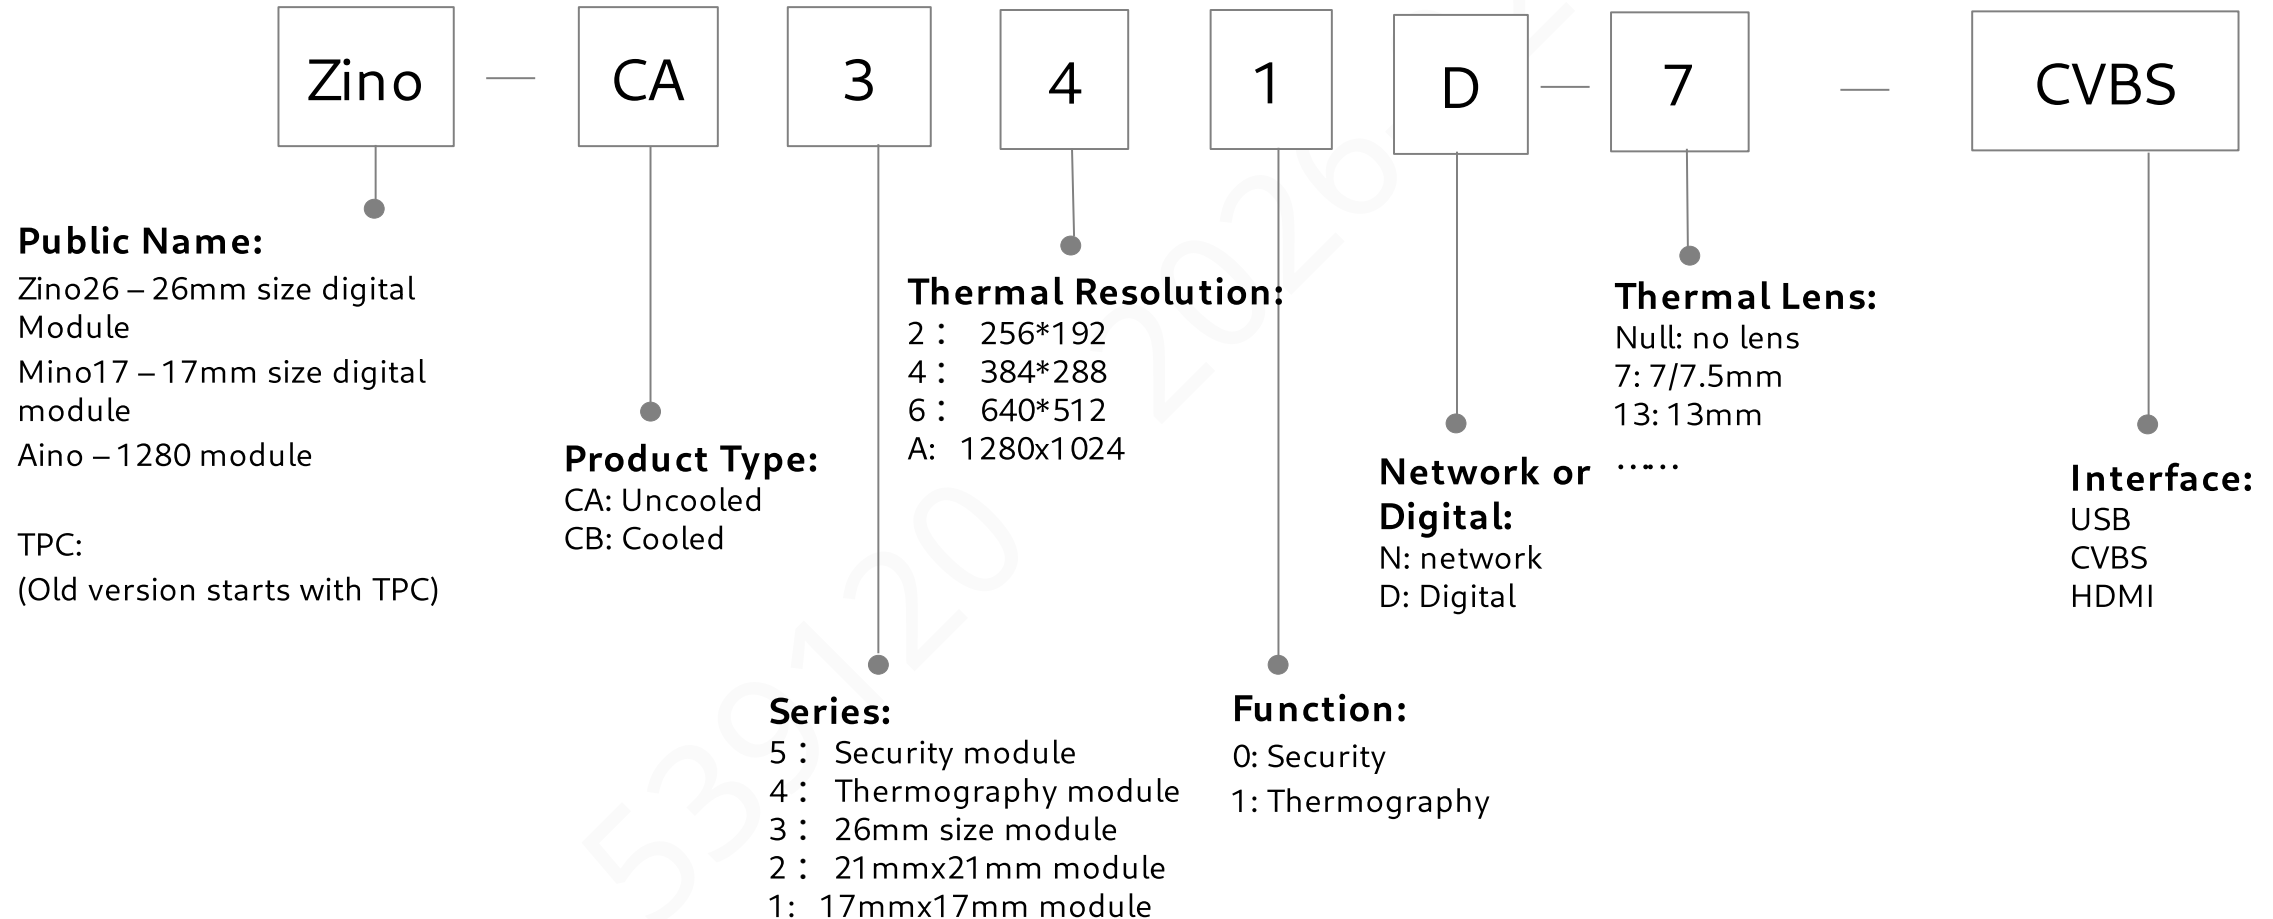 Zino — CA 3 4 1 D — 7 — CVBS
Public Name:
Zino26 – 26mm size digital
Module
Mino17 – 17mm size digital
module
Aino – 1280 module
TPC:
(Old version starts with TPC)
Product Type:
CA: Uncooled
CB: Cooled
Series:
5： Security module
4： Thermography module
3： 26mm size module
2： 21mmx21mm module
1: 17mmx17mm module
Thermal Resolution:
2： 256*192
4： 384*288
6： 640*512
A: 1280x1024
Function:
0: Security
1: Thermography
Network or
Digital:
N: network
D: Digital
Thermal Lens:
Null: no lens
7: 7/7.5mm
13: 13mm
……
Interface:
USB
CVBS
HDMI
539120 2026-